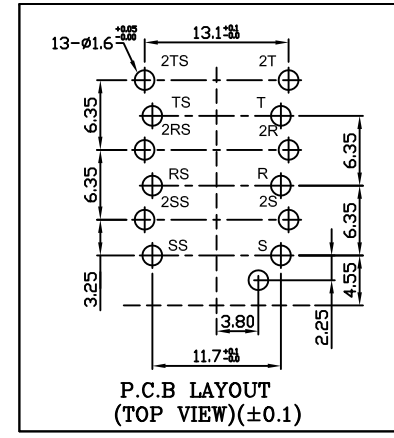 13.1 +0.1 -0.0
13-Ø1.6 +0.05 -0.00
2TS 2T
TS T
6.35
2RS 2R
6.35
RS R
6.35
2SS 2S
6.35
SS S
3.25
4.55
2.25
3.80
11.7 +0.1 -0.0
P.C.B LAYOUT
(TOP VIEW)(±0.1)